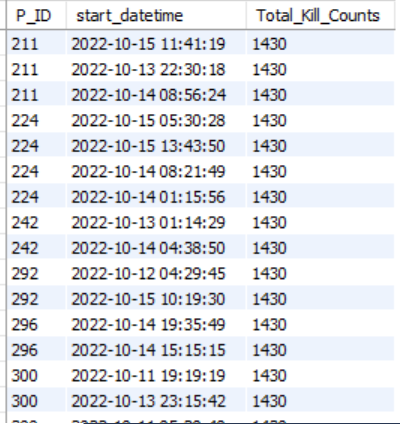 P_ID start_datetime Total_Kill_Counts
211 2022-10-15 11:41:19 1430
211 2022-10-13 22:30:18 1430
211 2022-10-14 08:56:24 1430
224 2022-10-15 05:30:28 1430
224 2022-10-15 13:43:50 1430
224 2022-10-14 08:21:49 1430
224 2022-10-14 01:15:56 1430
242 2022-10-13 01:14:29 1430
242 2022-10-14 04:38:50 1430
292 2022-10-12 04:29:45 1430
292 2022-10-15 10:19:30 1430
296 2022-10-14 19:35:49 1430
296 2022-10-14 15:15:15 1430
300 2022-10-11 19:19:19 1430
300 2022-10-13 23:15:42 1430